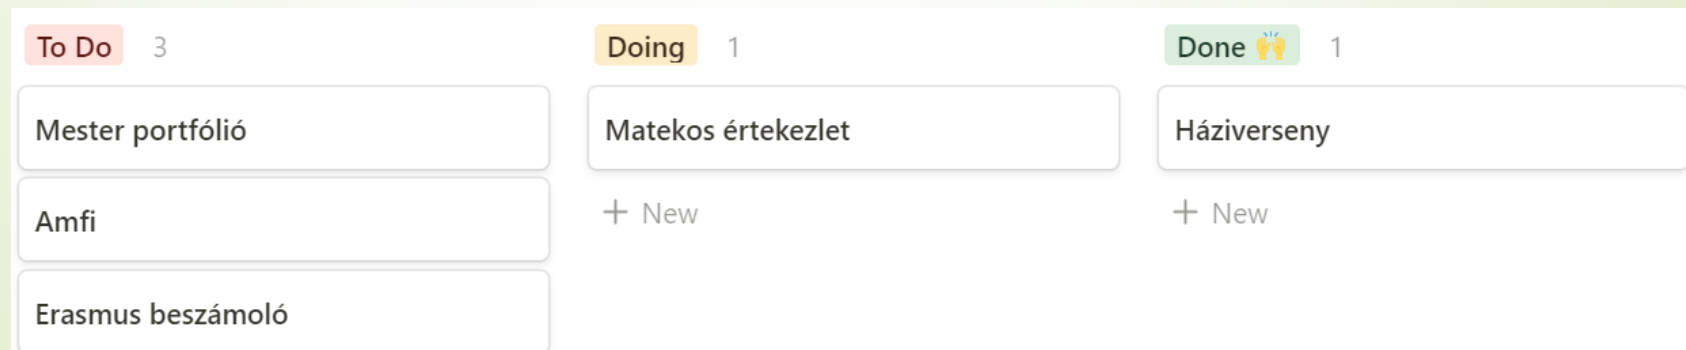 To Do 3
Mester portfólió
Amfi
Erasmus beszámoló
Doing 1
Matekos értekezlet
+ New
Done 🙌 1
Háziverseny
+ New